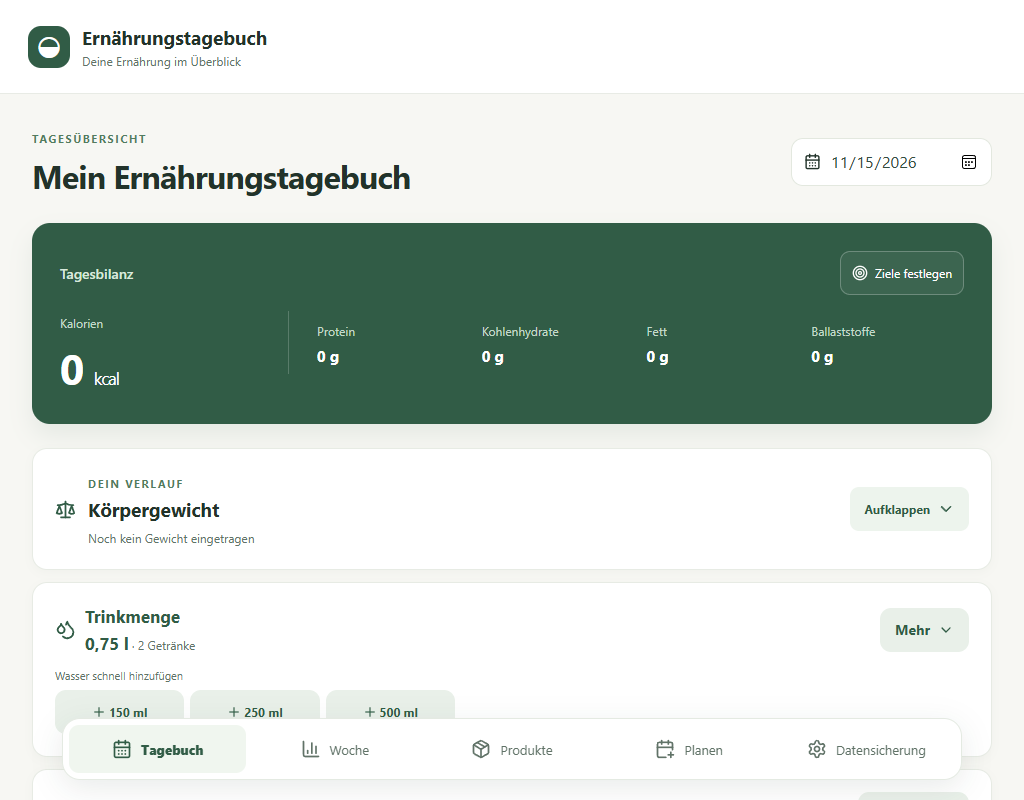 Ernährungstagebuch
Deine Ernährung im Überblick
TAGESÜBERSICHT
Mein Ernährungstagebuch
11/15/2026
Tagesbilanz
Ziele festlegen
Kalorien
0 kcal
Protein
0 g
Kohlenhydrate
0 g
Fett
0 g
Ballaststoffe
0 g
DEIN VERLAUF
Körpergewicht
Noch kein Gewicht eingetragen
Aufklappen
Trinkmenge
0,75 l · 2 Getränke
Mehr
Wasser schnell hinzufügen
+ 150 ml
+ 250 ml
+ 500 ml
Tagebuch
Woche
Produkte
Planen
Datensicherung